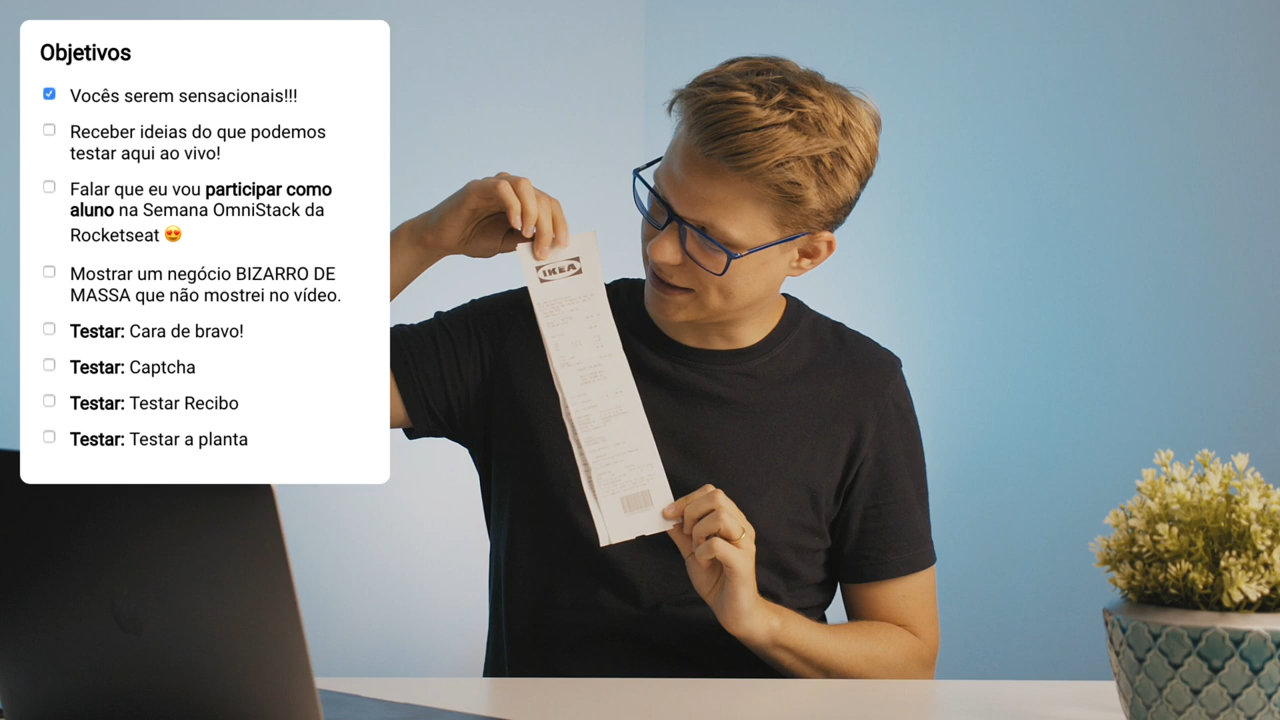 Objetivos
Vocês serem sensacionais!!!
Receber ideias do que podemos
testar aqui ao vivo!
Falar que eu vou participar como
aluno na Semana OmniStack da
Rocketseat 😍
Mostrar um negócio BIZARRO DE
MASSA que não mostrei no vídeo.
Testar: Cara de bravo!
Testar: Captcha
Testar: Testar Recibo
Testar: Testar a planta
IKEA